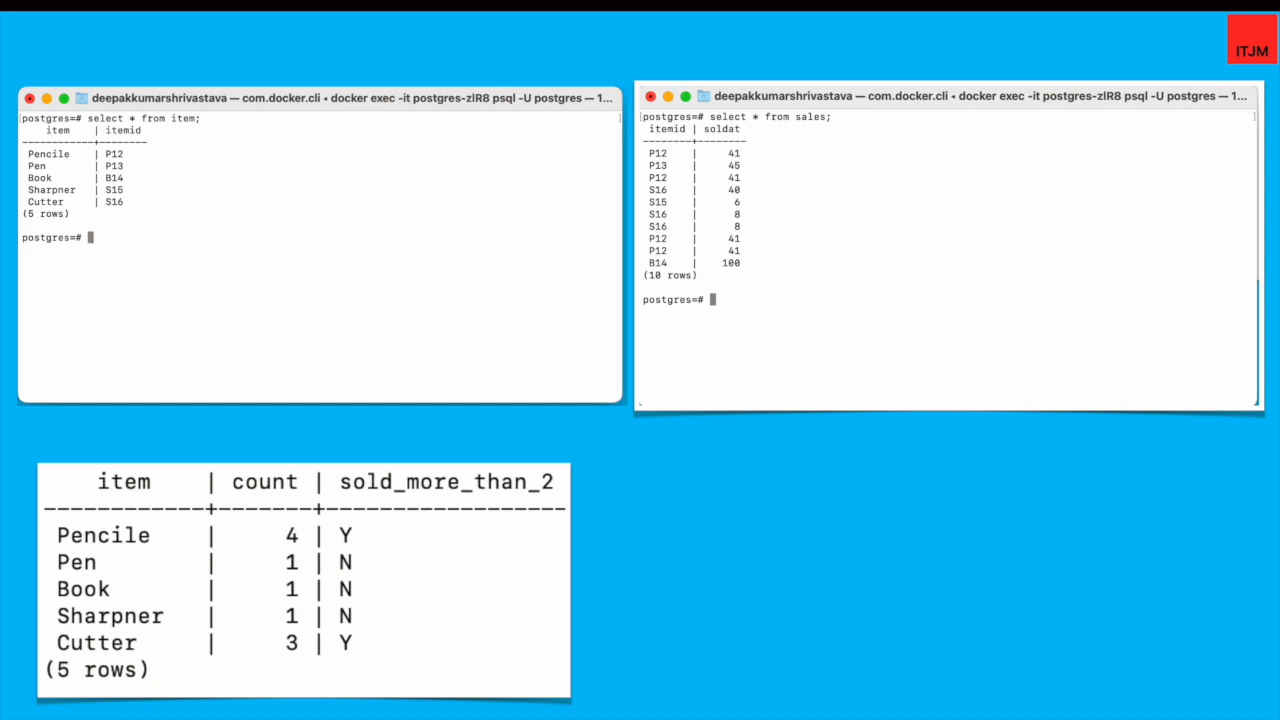 ITJM
deepakkumarshrivastava — com.docker.cli ◂ docker exec -it postgres-zlR8 psql -U postgres — 1...
[postgres=# select * from item; ]
item | itemid
------------+--------
Pencile | P12
Pen | P13
Book | B14
Sharpner | S15
Cutter | S16
(5 rows)
postgres=#
deepakkumarshrivastava — com.docker.cli ◂ docker exec -it postgres-zlR8 psql -U postgres — 1...
[postgres=# select * from sales; ]
itemid | soldat
--------+--------
P12 | 41
P13 | 45
P12 | 41
S16 | 40
S15 | 6
S16 | 8
S16 | 8
P12 | 41
P12 | 41
B14 | 100
(10 rows)
postgres=#
item | count | sold_more_than_2
------------+-------+------------------
Pencile | 4 | Y
Pen | 1 | N
Book | 1 | N
Sharpner | 1 | N
Cutter | 3 | Y
(5 rows)